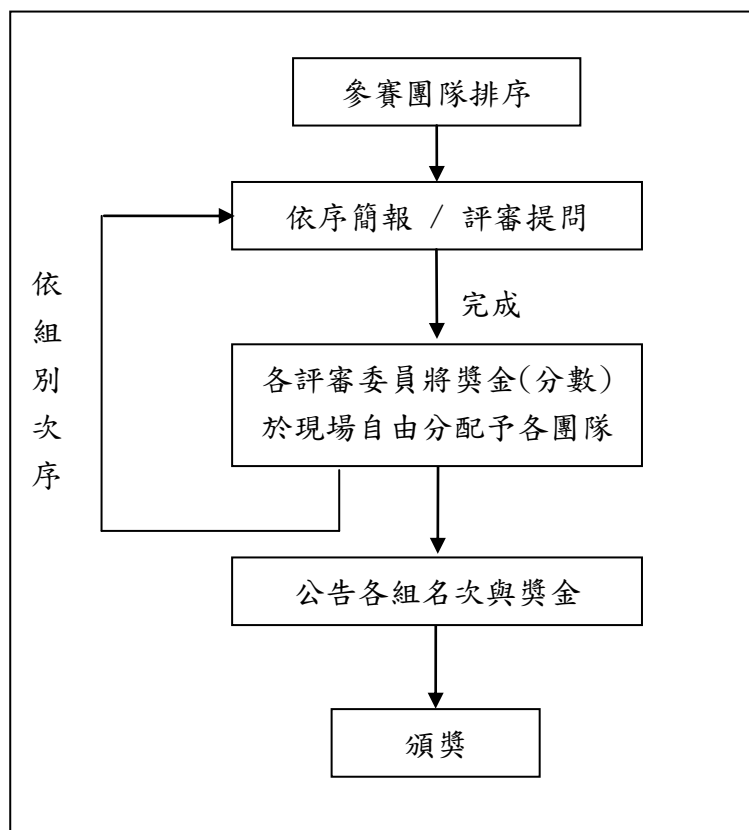 參賽團隊排序
依序簡報 / 評審提問
完成
依組別次序
各評審委員將獎金(分數)
於現場自由分配予各團隊
公告各組名次與獎金
頒獎